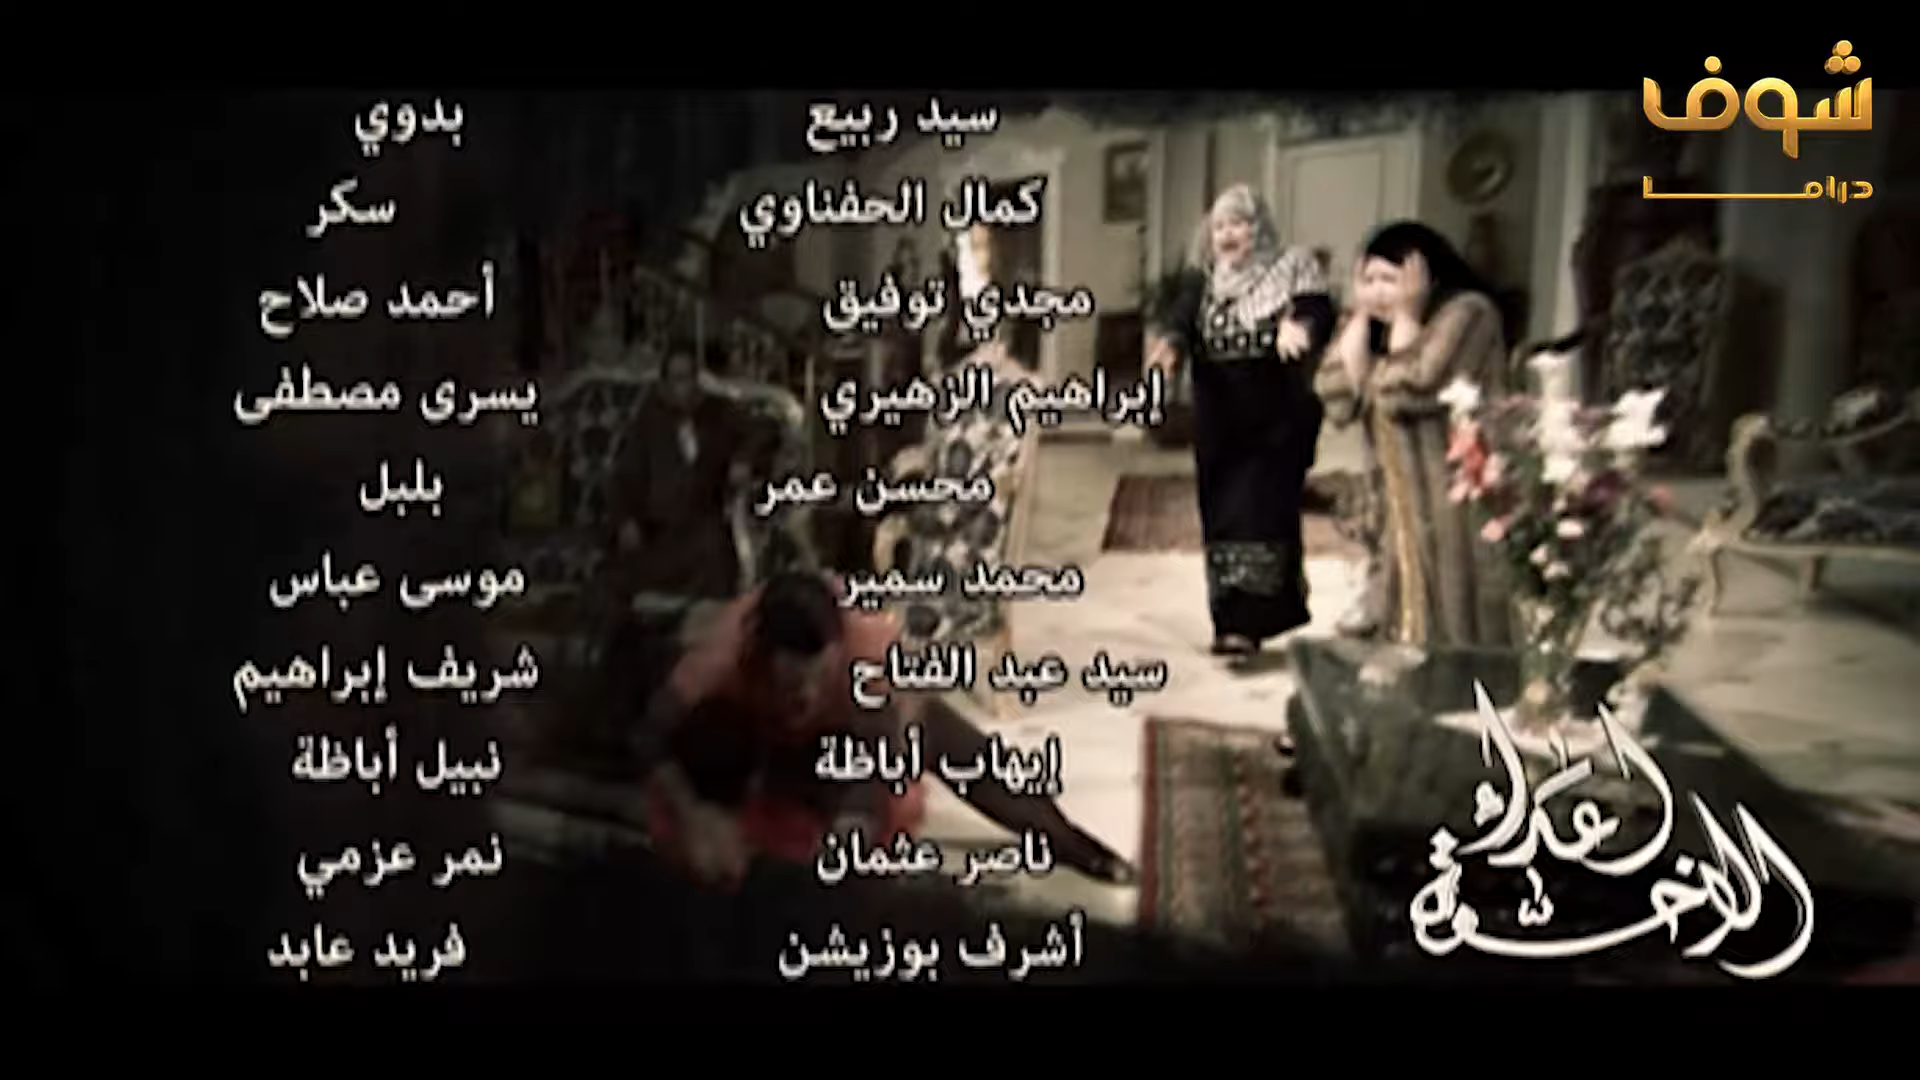 شوف
دراما
سيد ربيع بدوي
كمال الحفناوي سكر
مجدي توفيق أحمد صلاح
إبراهيم الزهيري يسرى مصطفى
محسن عمر بلبل
محمد سمير موسى عباس
سيد عبد الفتاح شريف إبراهيم
إيهاب أباظة نبيل أباظة
ناصر عثمان نمر عزمي
أشرف بوزيشن فريد عابد
الاخوة
اعداء